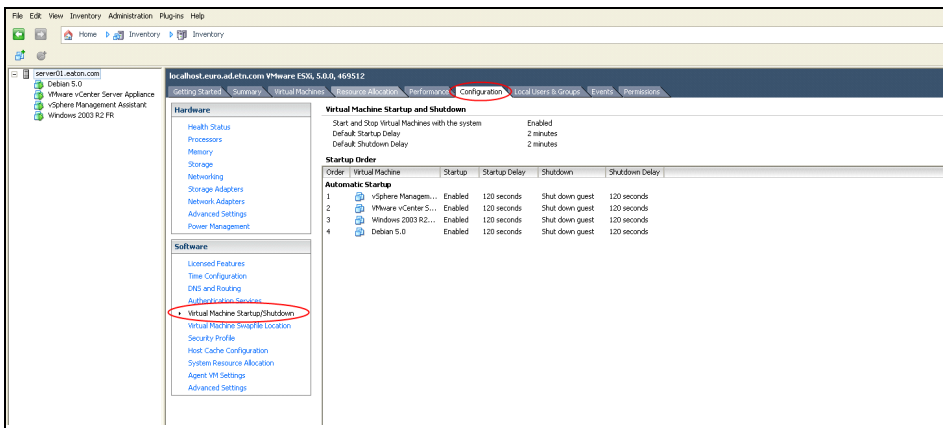 File Edit View Inventory Administration Plug-ins Help
Home Inventory Inventory
server01.eaton.com
Debian 5.0
VMware vCenter Server Appliance
vSphere Management Assistant
Windows 2003 R2 FR
localhost.euro.ad.etn.com VMware ESXi, 5.0.0, 469512
Getting Started Summary Virtual Machines Resource Allocation Performance Configuration Local Users & Groups Events Permissions
Hardware
Health Status
Processors
Memory
Storage
Networking
Storage Adapters
Network Adapters
Advanced Settings
Power Management
Software
Licensed Features
Time Configuration
DNS and Routing
Authentication Services
Virtual Machine Startup/Shutdown
Virtual Machine Swapfile Location
Security Profile
Host Cache Configuration
System Resource Allocation
Agent VM Settings
Advanced Settings
Virtual Machine Startup and Shutdown
Start and Stop Virtual Machines with the system Enabled
Default Startup Delay 2 minutes
Default Shutdown Delay 2 minutes
Startup Order
Order Virtual Machine Startup Startup Delay Shutdown Shutdown Delay
Automatic Startup
1 vSphere Managem... Enabled 120 seconds Shut down guest 120 seconds
2 VMware vCenter S... Enabled 120 seconds Shut down guest 120 seconds
3 Windows 2003 R2... Enabled 120 seconds Shut down guest 120 seconds
4 Debian 5.0 Enabled 120 seconds Shut down guest 120 seconds